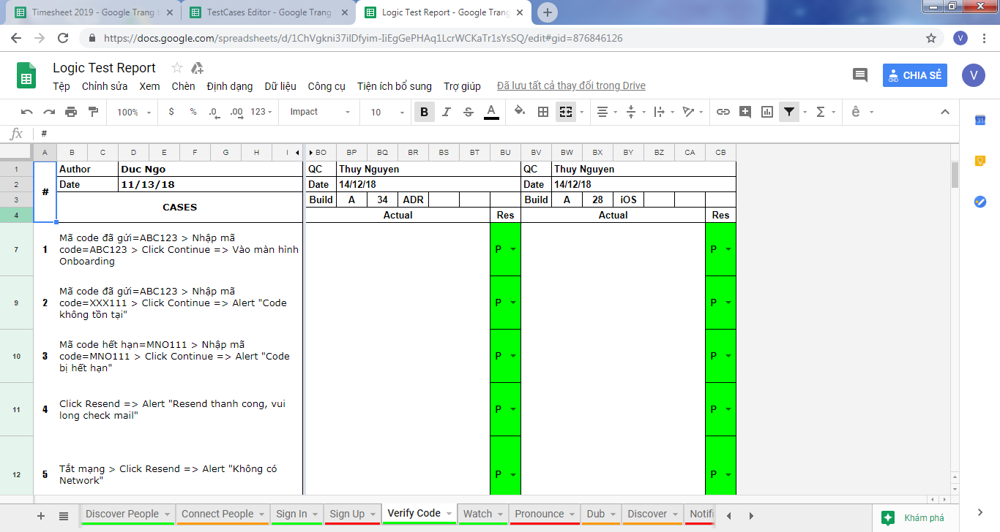 Timesheet 2019 - Google Trang t
TestCases Editor - Google Trang
Logic Test Report - Google Trang
https://docs.google.com/spreadsheets/d/1ChVgkni37ilDfyim-IiEgGePHAq1LcrWCKaTr1sYsSQ/edit#gid=876846126
V
Logic Test Report
CHIA SẺ
V
Tệp Chỉnh sửa Xem Chèn Định dạng Dữ liệu Công cụ Tiện ích bổ sung Trợ giúp Đã lưu tất cả thay đổi trong Drive
100% $ % .0 .00 123 Impact 10 B I S A Σ ê
31
fx #
A B C D E F G H I BO BP BQ BR BS BT BU BV BW BX BY BZ CA CB
1 Author Duc Ngo QC Thuy Nguyen QC Thuy Nguyen
2 # Date 11/13/18 Date 14/12/18 Date 14/12/18
3 CASES Build A 34 ADR Build A 28 iOS
4 Actual Res Actual Res
Mã code đã gửi=ABC123 > Nhập mã
7 1 code=ABC123 > Click Continue => Vào màn hình P P
Onboarding
Mã code đã gửi=ABC123 > Nhập mã
9 2 code=XXX111 > Click Continue => Alert "Code P P
không tồn tại"
Mã code hết hạn=MNO111 > Nhập mã
10 3 code=MNO111 > Click Continue => Alert "Code P P
bị hết hạn"
11 4 Click Resend => Alert "Resend thanh cong, vui P P
long check mail"
12 5 Tắt mạng > Click Resend => Alert "Không có P P
Network"
Discover People Connect People Sign In Sign Up Verify Code Watch Pronounce Dub Discover Notifi
Khám phá